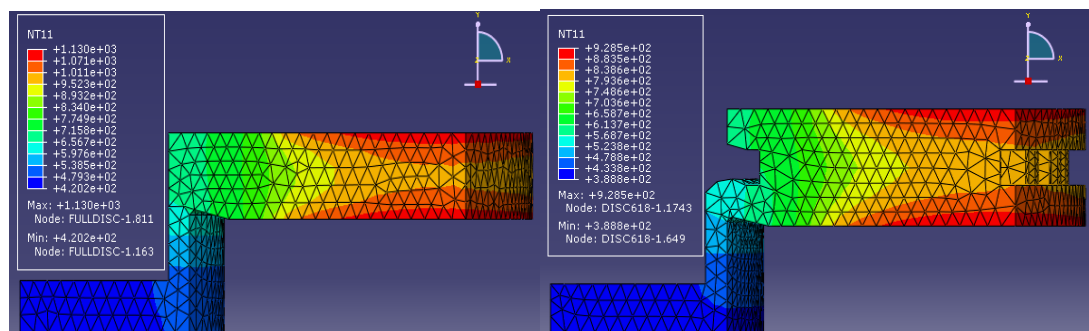 NT11
+1.130e+03
+1.071e+03
+1.011e+03
+9.523e+02
+8.932e+02
+8.340e+02
+7.749e+02
+7.158e+02
+6.567e+02
+5.976e+02
+5.385e+02
+4.793e+02
+4.202e+02
Max: +1.130e+03
Node: FULLDISC-1.811
Min: +4.202e+02
Node: FULLDISC-1.163
Y
Z
X
NT11
+9.285e+02
+8.835e+02
+8.386e+02
+7.936e+02
+7.486e+02
+7.036e+02
+6.587e+02
+6.137e+02
+5.687e+02
+5.238e+02
+4.788e+02
+4.338e+02
+3.888e+02
Max: +9.285e+02
Node: DISC618-1.1743
Min: +3.888e+02
Node: DISC618-1.649
Y
Z
X